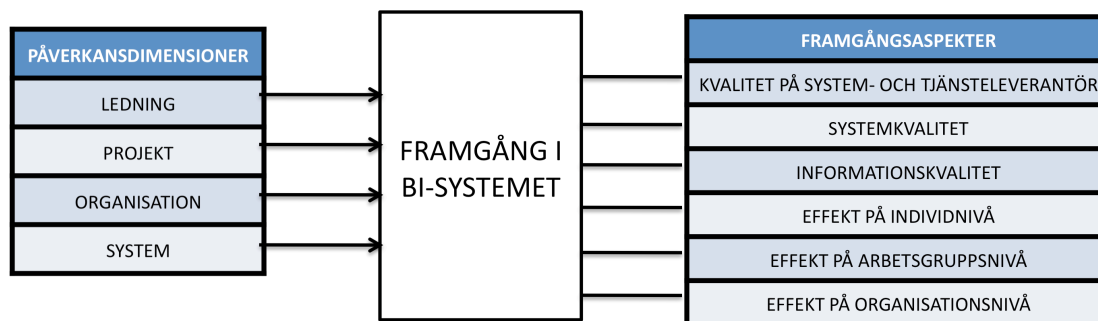 PÅVERKANSDIMENSIONER
LEDNING
PROJEKT
ORGANISATION
SYSTEM
FRAMGÅNG I
BI-SYSTEMET
FRAMGÅNGSASPEKTER
KVALITET PÅ SYSTEM- OCH TJÄNSTELEVERANTÖR
SYSTEMKVALITET
INFORMATIONSKVALITET
EFFEKT PÅ INDIVIDNIVÅ
EFFEKT PÅ ARBETSGRUPPSNIVÅ
EFFEKT PÅ ORGANISATIONSNIVÅ